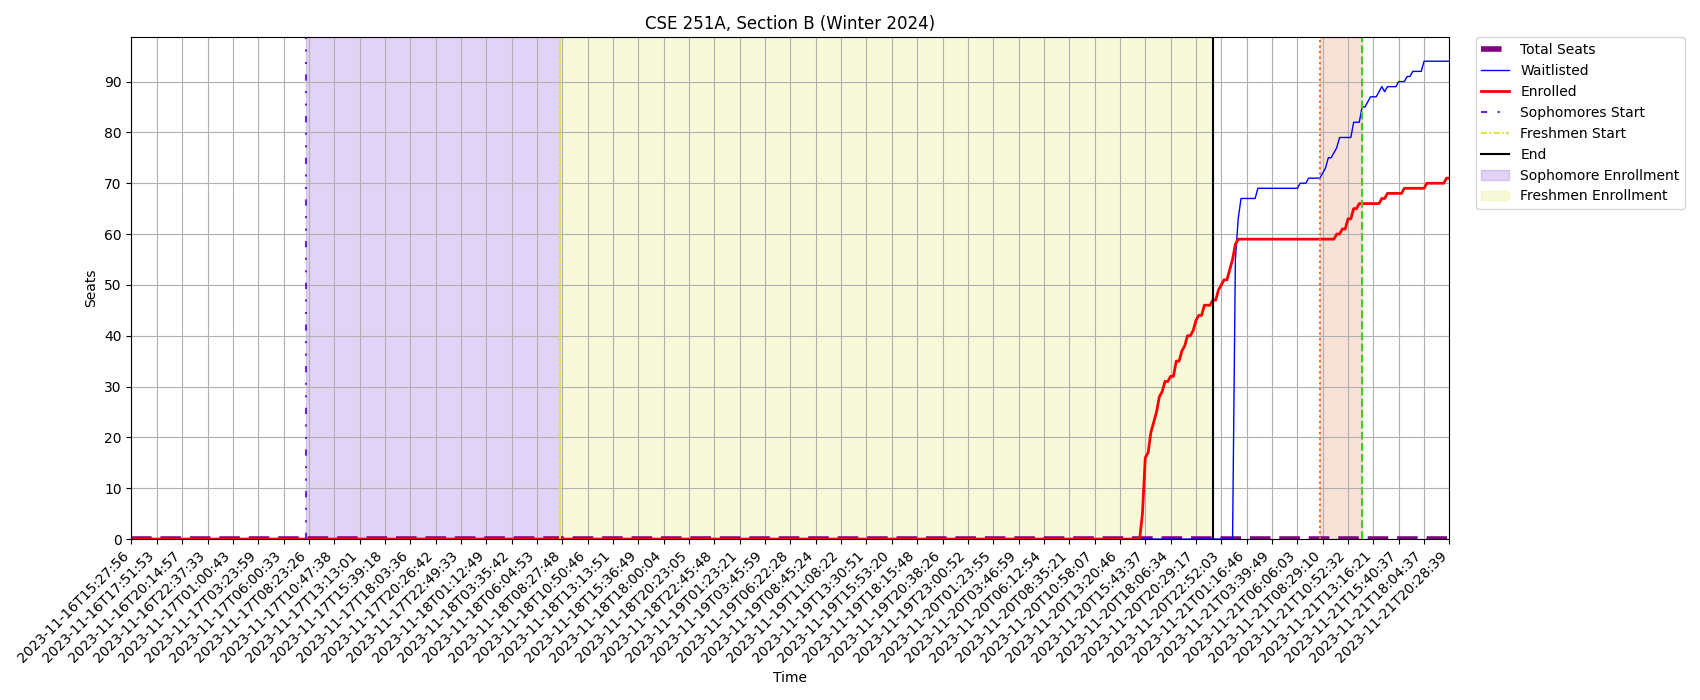 CSE 251A, Section B (Winter 2024)
Total Seats
Waitlisted
Enrolled
Sophomores Start
Freshmen Start
End
Sophomore Enrollment
Freshmen Enrollment
Seats
90
80
70
60
50
40
30
20
10
0
2023-11-16T15:27:56
2023-11-16T17:51:53
2023-11-16T20:14:57
2023-11-16T22:37:33
2023-11-17T01:00:43
2023-11-17T03:23:59
2023-11-17T06:00:33
2023-11-17T08:23:26
2023-11-17T10:47:38
2023-11-17T13:13:01
2023-11-17T15:39:18
2023-11-17T18:03:36
2023-11-17T20:26:42
2023-11-17T22:49:33
2023-11-18T01:12:49
2023-11-18T03:35:42
2023-11-18T06:04:53
2023-11-18T08:27:48
2023-11-18T10:50:46
2023-11-18T13:13:51
2023-11-18T15:36:49
2023-11-18T18:00:04
2023-11-18T20:23:05
2023-11-18T22:45:48
2023-11-19T01:23:21
2023-11-19T03:45:59
2023-11-19T06:22:28
2023-11-19T08:45:24
2023-11-19T11:08:22
2023-11-19T13:30:51
2023-11-19T15:53:20
2023-11-19T18:15:48
2023-11-19T20:38:26
2023-11-19T23:00:52
2023-11-20T01:23:55
2023-11-20T03:46:59
2023-11-20T06:12:54
2023-11-20T08:35:21
2023-11-20T10:58:07
2023-11-20T13:20:46
2023-11-20T15:43:37
2023-11-20T18:06:34
2023-11-20T20:29:17
2023-11-20T22:52:03
2023-11-21T01:16:46
2023-11-21T03:39:49
2023-11-21T06:06:03
2023-11-21T08:29:10
2023-11-21T10:52:32
2023-11-21T13:16:21
2023-11-21T15:40:37
2023-11-21T18:04:37
2023-11-21T20:28:39
Time